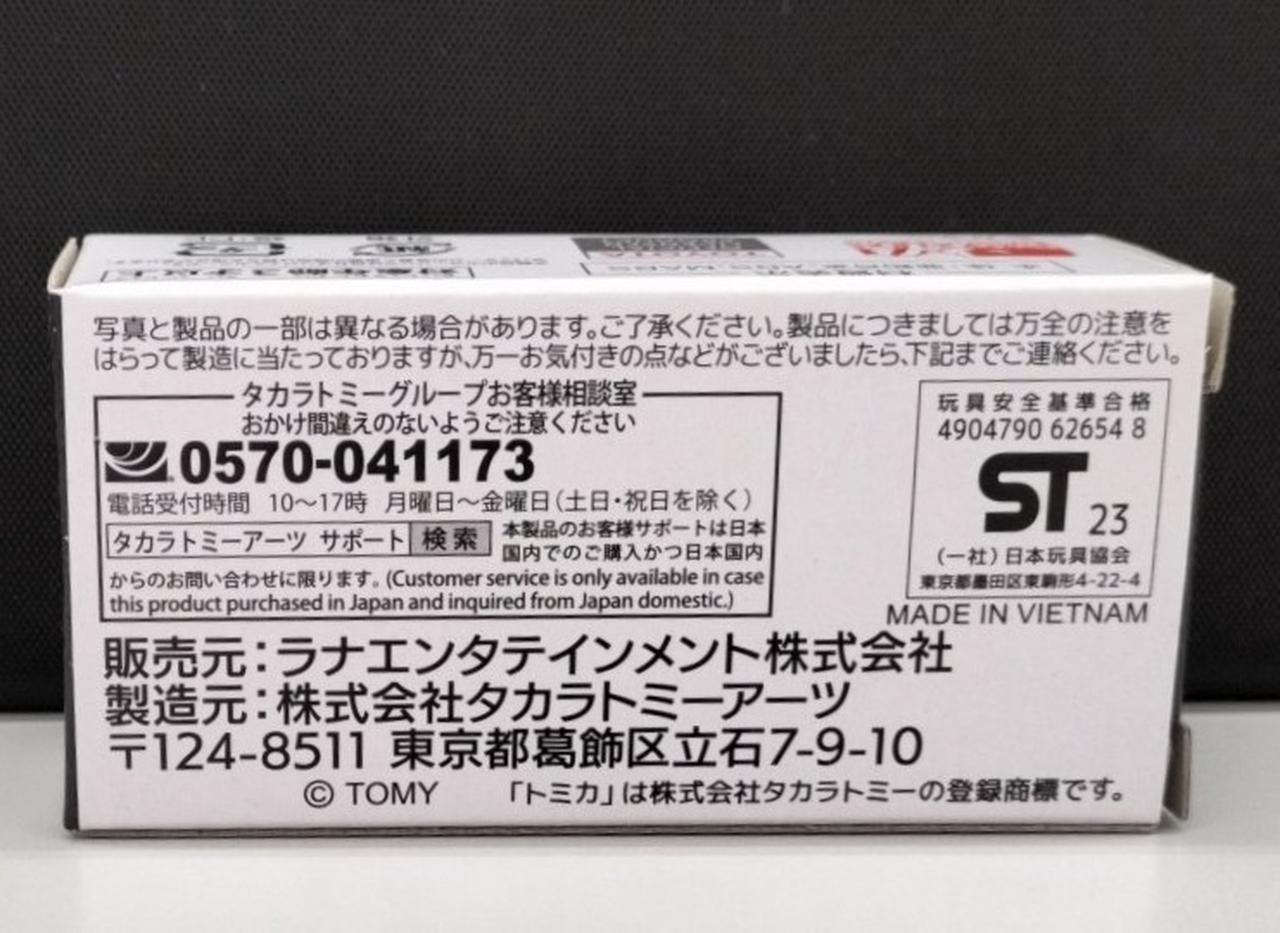 写真と製品の一部は異なる場合があります。ご了承ください。製品につきましては万全の注意を
はらって製造に当たっておりますが、万一お気付きの点などがございましたら、下記までご連絡ください。
タカラトミーグループお客様相談室
おかけ間違えのないようご注意ください
0570-041173
電話受付時間 10〜17時 月曜日〜金曜日(土日・祝日を除く)
タカラトミーアーツ サポート 検索
本製品のお客様サポートは日本
国内でのご購入かつ日本国内
からのお問い合わせに限ります。(Customer service is only available in case
this product purchased in Japan and inquired from Japan domestic.)
玩具安全基準合格
4904790 62654 8
ST 23
(一社)日本玩具協会
東京都墨田区東駒形4-22-4
MADE IN VIETNAM
販売元:ラナエンタテインメント株式会社
製造元:株式会社タカラトミーアーツ
〒124-8511 東京都葛飾区立石7-9-10
© TOMY 「トミカ」は株式会社タカラトミーの登録商標です。